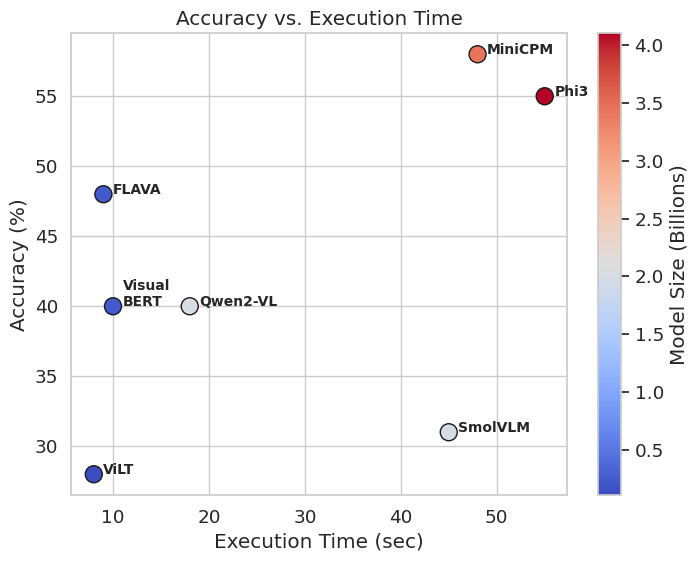 Accuracy vs. Execution Time
MiniCPM
Phi3
FLAVA
Visual
BERT
Qwen2-VL
SmolVLM
ViLT
55
50
45
40
35
30
Accuracy (%)
10
20
30
40
50
Execution Time (sec)
4.0
3.5
3.0
2.5
2.0
1.5
1.0
0.5
Model Size (Billions)